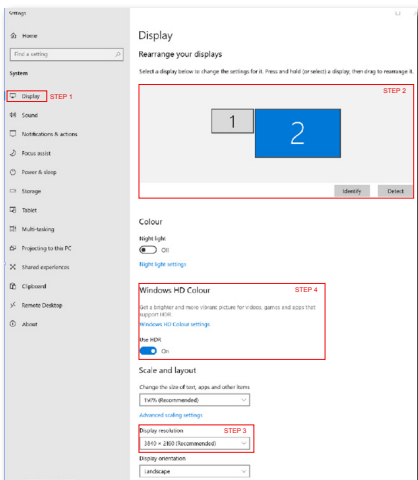 Settings
Home
Find a setting
System
Display STEP 1
Sound
Notifications & actions
Focus assist
Power & sleep
Storage
Tablet
Multi-tasking
Projecting to this PC
Shared experiences
Clipboard
Remote Desktop
About
Display
Rearrange your displays
Select a display below to change the settings for it. Press and hold (or select) a display, then drag to rearrange it.
STEP 2
1
2
Identify
Detect
Colour
Night light
Off
Night light settings
Windows HD Colour STEP 4
Get a brighter and more vibrant picture for videos, games and apps that
support HDR.
Windows HD Colour settings
Use HDR
On
Scale and layout
Change the size of text, apps and other items
150% (Recommended)
Advanced scaling settings
Display resolution STEP 3
3840 × 2160 (Recommended)
Display orientation
Landscape